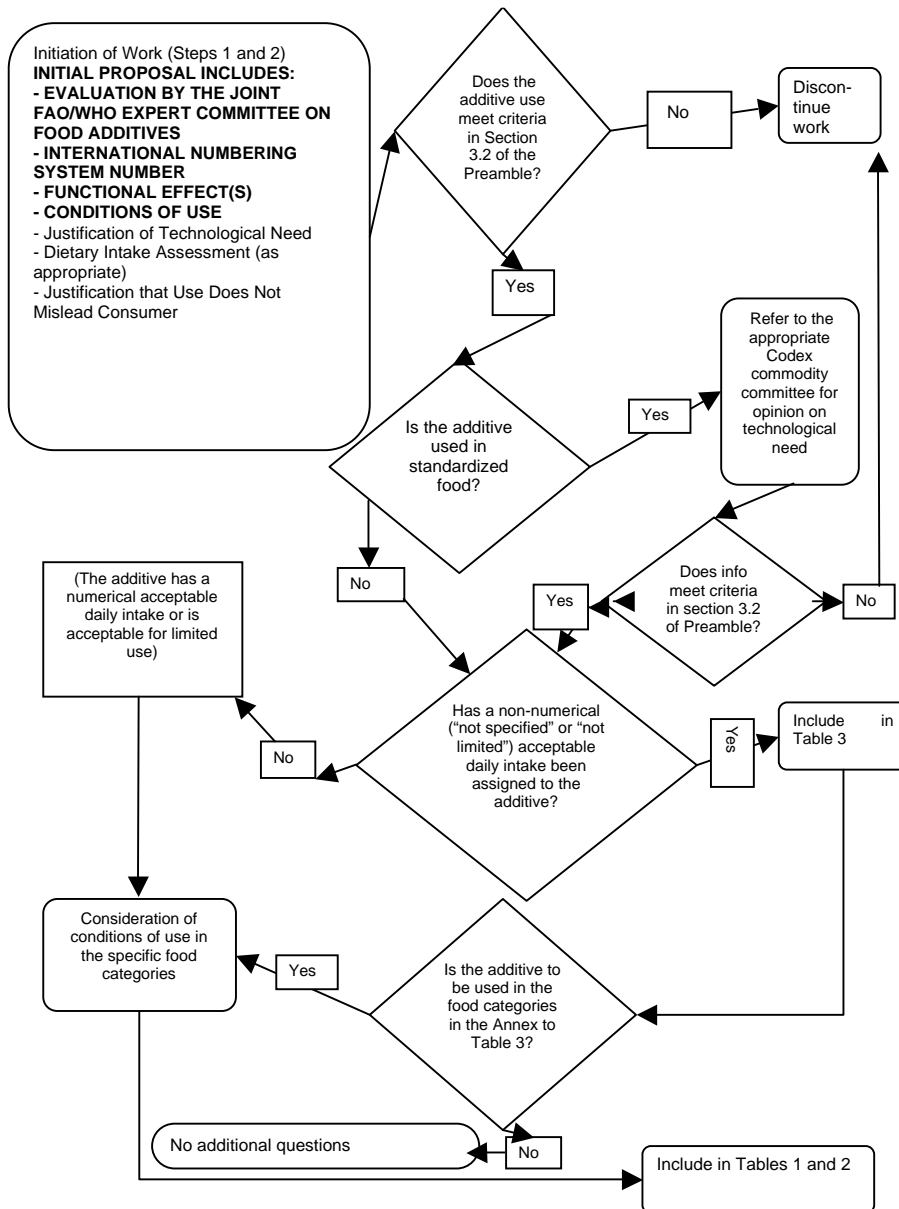 Initiation of Work (Steps 1 and 2)
INITIAL PROPOSAL INCLUDES:
- EVALUATION BY THE JOINT
FAO/WHO EXPERT COMMITTEE ON
FOOD ADDITIVES
- INTERNATIONAL NUMBERING
SYSTEM NUMBER
- FUNCTIONAL EFFECT(S)
- CONDITIONS OF USE
- Justification of Technological Need
- Dietary Intake Assessment (as
appropriate)
- Justification that Use Does Not
Mislead Consumer
Does the
additive use
meet criteria
in Section
3.2 of the
Preamble?
No
Discon-
tinue
work
Yes
Is the additive
used in
standardized
food?
Yes
Refer to the
appropriate
Codex
commodity
committee for
opinion on
technological
need
No
Does info
meet criteria
in section 3.2
of Preamble?
Yes
No
(The additive has a
numerical acceptable
daily intake or is
acceptable for limited
use)
Has a non-numerical
(“not specified” or “not
limited”) acceptable
daily intake been
assigned to the
additive?
No
Yes
Include in
Table 3
Consideration of
conditions of use in
the specific food
categories
Yes
Is the additive to
be used in the
food categories
in the Annex to
Table 3?
No additional questions
No
Include in Tables 1 and 2